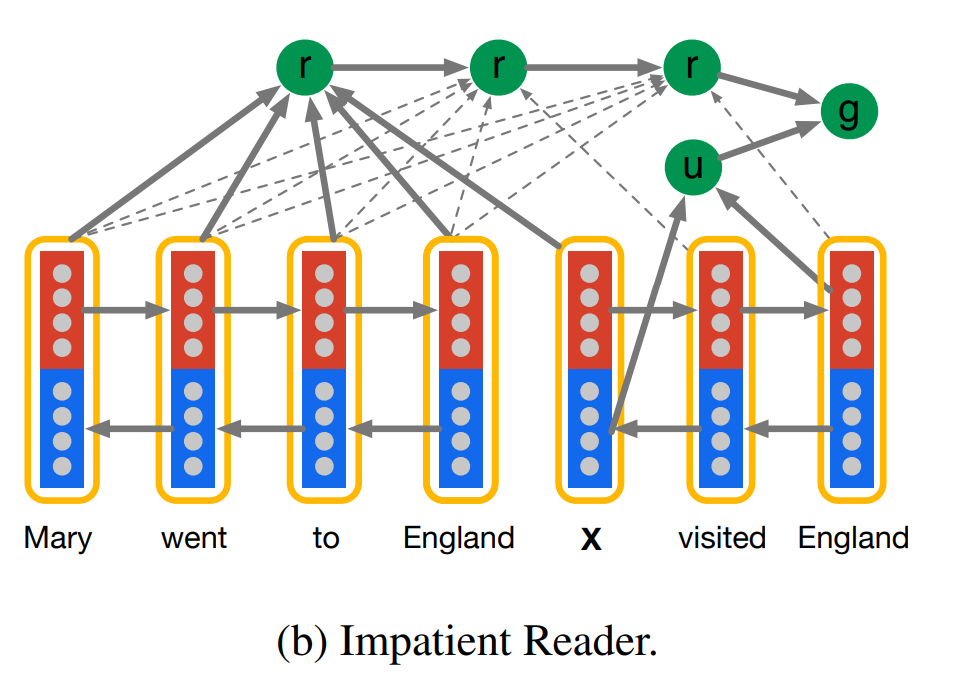 r r r
g
u
Mary went to England X visited England
(b) Impatient Reader.